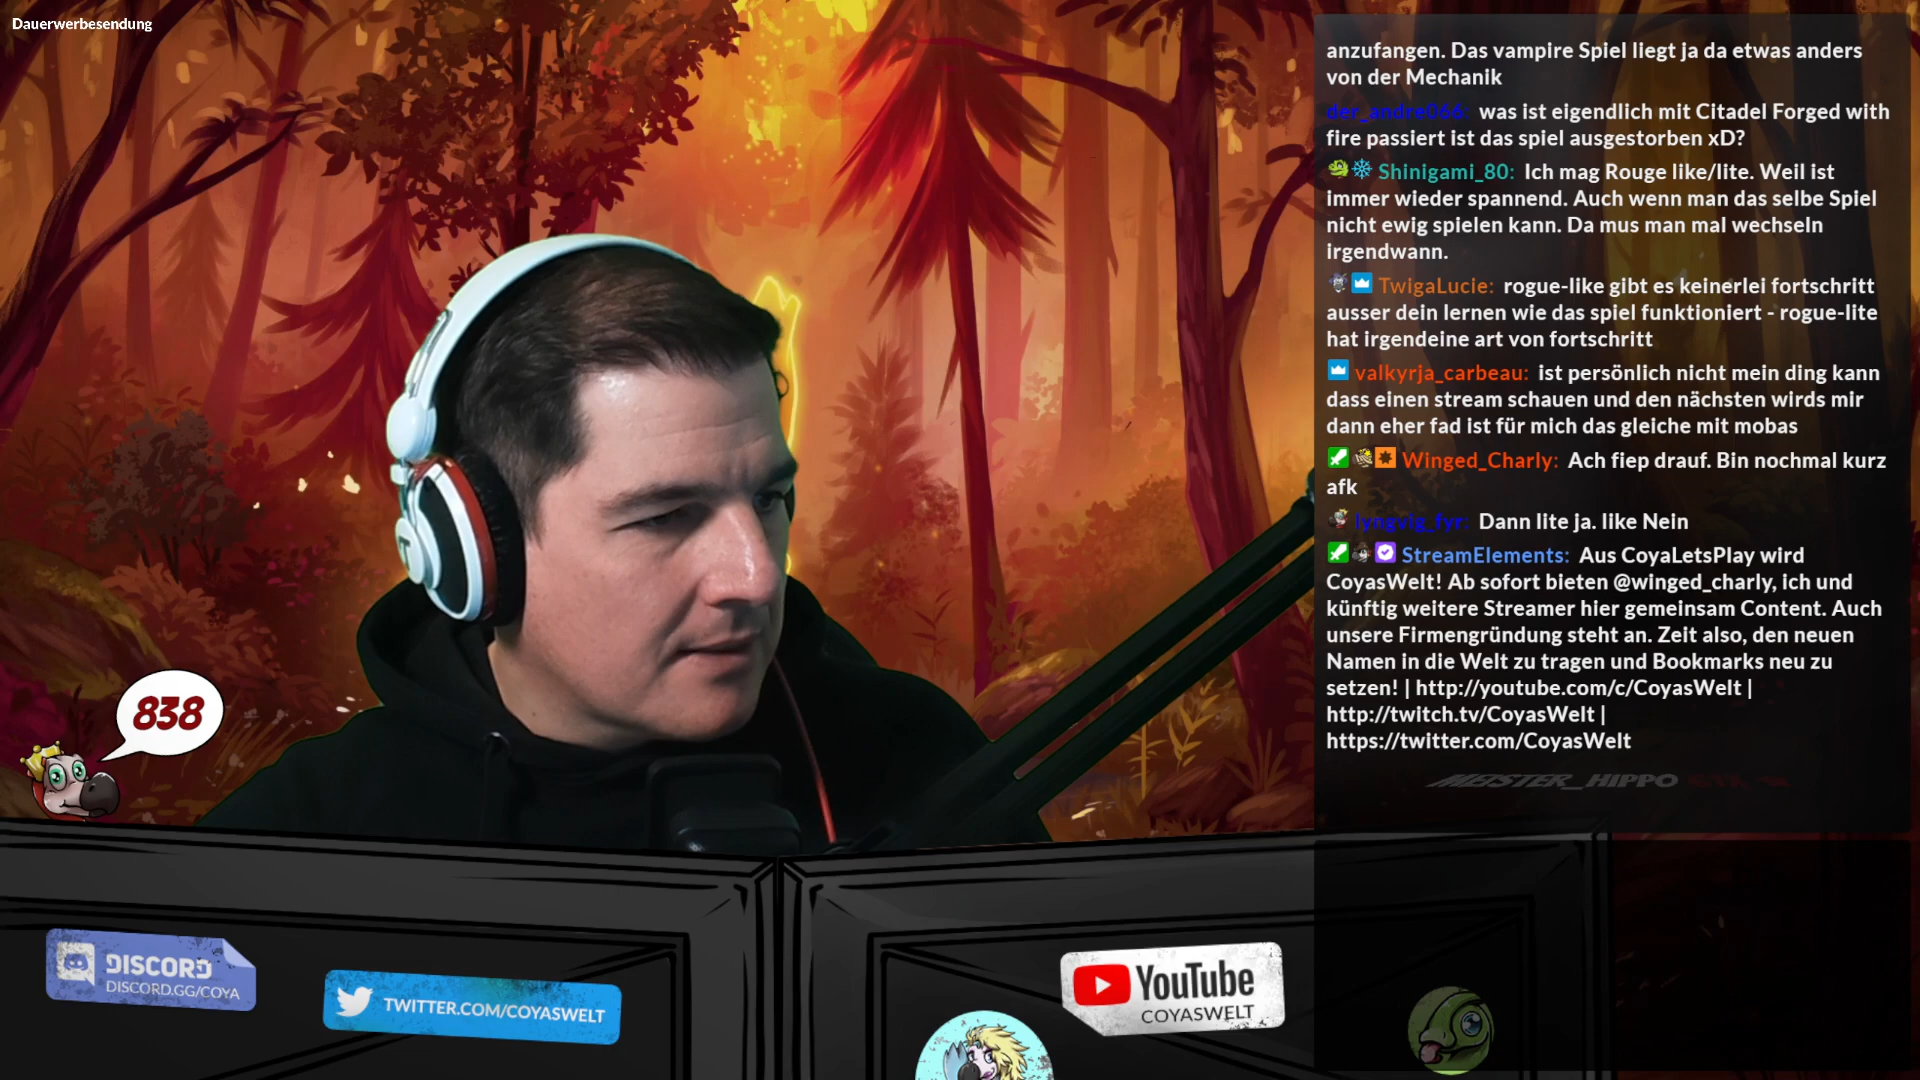 Dauerwerbesendung
anzufangen. Das vampire Spiel liegt ja da etwas anders
von der Mechanik
der_andre066: was ist eigendlich mit Citadel Forged with
fire passiert ist das spiel ausgestorben xD?
Shinigami_80: Ich mag Rouge like/lite. Weil ist
immer wieder spannend. Auch wenn man das selbe Spiel
nicht ewig spielen kann. Da mus man mal wechseln
irgendwann.
TwigaLucie: rogue-like gibt es keinerlei fortschritt
ausser dein lernen wie das spiel funktioniert - rogue-lite
hat irgendeine art von fortschritt
valkyrja_carbeau: ist persönlich nicht mein ding kann
dass einen stream schauen und den nächsten wirds mir
dann eher fad ist für mich das gleiche mit mobas
Winged_Charly: Ach fiep drauf. Bin nochmal kurz
afk
lyngvig_fyr: Dann lite ja. like Nein
StreamElements: Aus CoyaLetsPlay wird
CoyasWelt! Ab sofort bieten @winged_charly, ich und
künftig weitere Streamer hier gemeinsam Content. Auch
unsere Firmengründung steht an. Zeit also, den neuen
Namen in die Welt zu tragen und Bookmarks neu zu
setzen! | http://youtube.com/c/CoyasWelt |
http://twitch.tv/CoyasWelt |
https://twitter.com/CoyasWelt
MEISTER_HIPPO
838
DISCORD
DISCORD.GG/COYA
TWITTER.COM/COYASWELT
YouTube
COYASWELT